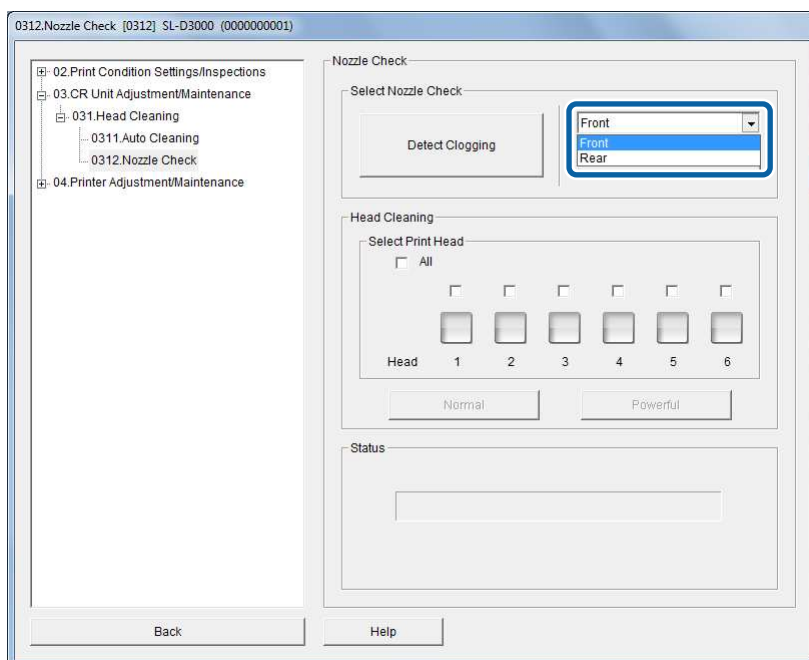 0312.Nozzle Check [0312] SL-D3000 (0000000001)
02.Print Condition Settings/Inspections
03.CR Unit Adjustment/Maintenance
031.Head Cleaning
0311.Auto Cleaning
0312.Nozzle Check
04.Printer Adjustment/Maintenance
Nozzle Check
Select Nozzle Check
Detect Clogging
Front
Front
Rear
Head Cleaning
Select Print Head
All
Head 1 2 3 4 5 6
Normal Powerful
Status
Back Help